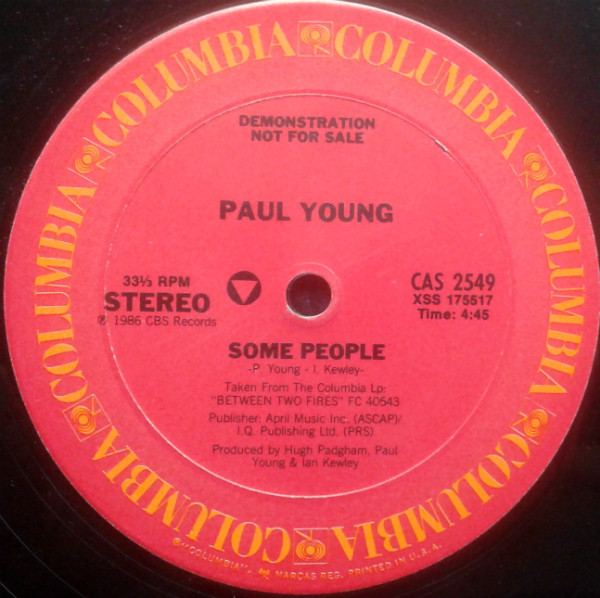 COLUMBIA COLUMBIA COLUMBIA COLUMBIA COLUMBIA COLUMBIA COLUMBIA COLUMBIA
DEMONSTRATION
NOT FOR SALE
PAUL YOUNG
33⅓ RPM
STEREO
℗ 1986 CBS Records
CAS 2549
XSS 175517
Time: 4:45
SOME PEOPLE
-P. Young - I. Kewley-
Taken From The Columbia Lp:
"BETWEEN TWO FIRES" FC 40543
Publisher: April Music Inc. (ASCAP)/
I.Q. Publishing Ltd. (PRS)
Produced by Hugh Padgham, Paul
Young & Ian Kewley
®"COLUMBIA", MARCAS REG. PRINTED IN U.S.A.